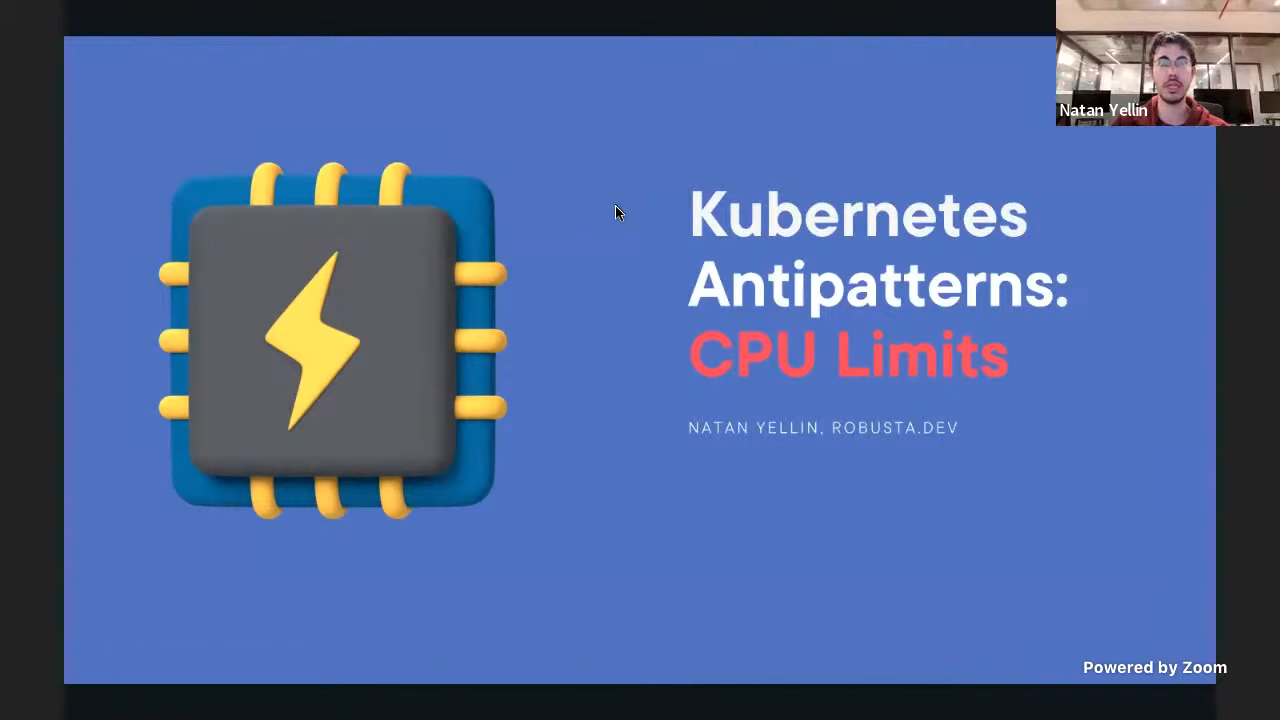 Natan Yellin
Kubernetes
Antipatterns:
CPU Limits
NATAN YELLIN, ROBUSTA.DEV
Powered by Zoom